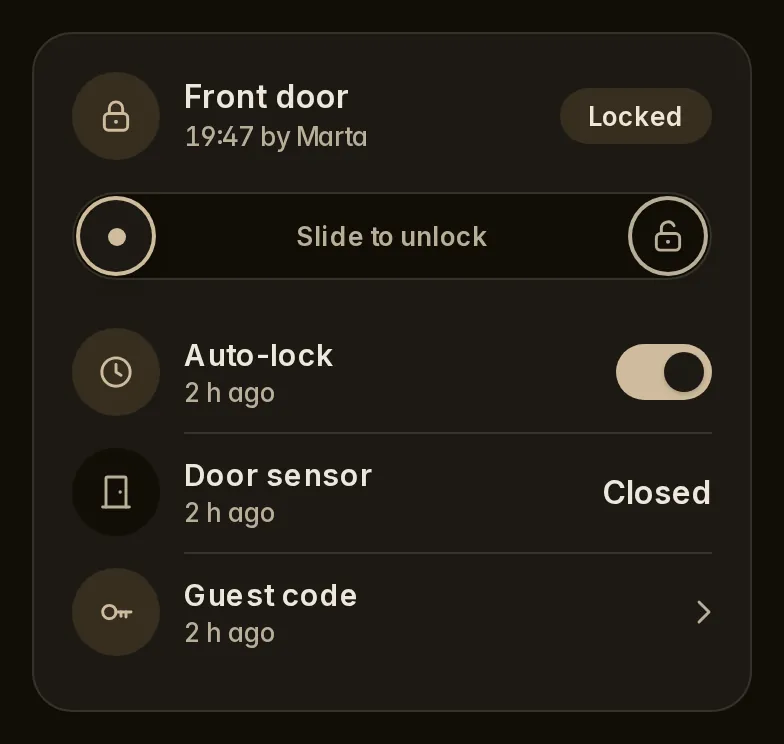 Front door
19:47 by Marta
Locked
Slide to unlock
Auto-lock
2 h ago
Door sensor
2 h ago
Closed
Guest code
2 h ago